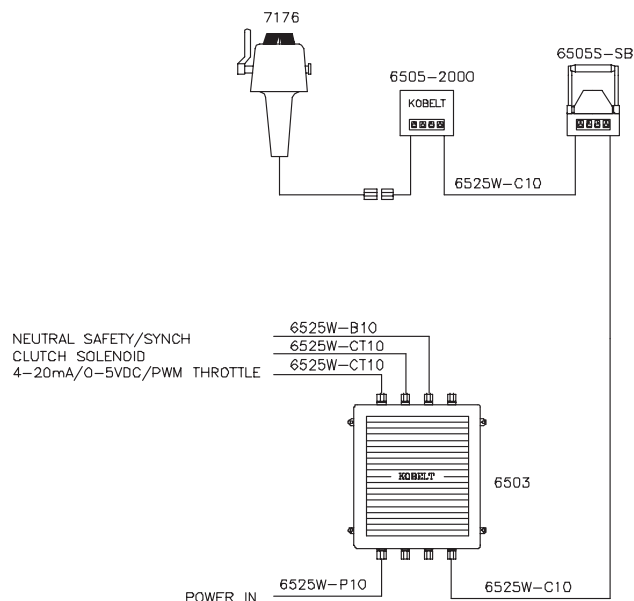 7176
6505S-SB
6505-2000
KOBELT
6525W-C10
6525W-B10
NEUTRAL SAFETY/SYNCH
6525W-CT10
CLUTCH SOLENOID
6525W-CT10
4-20mA/0-5VDC/PWM THROTTLE
KOBELT
6503
6525W-P10
6525W-C10
POWER IN